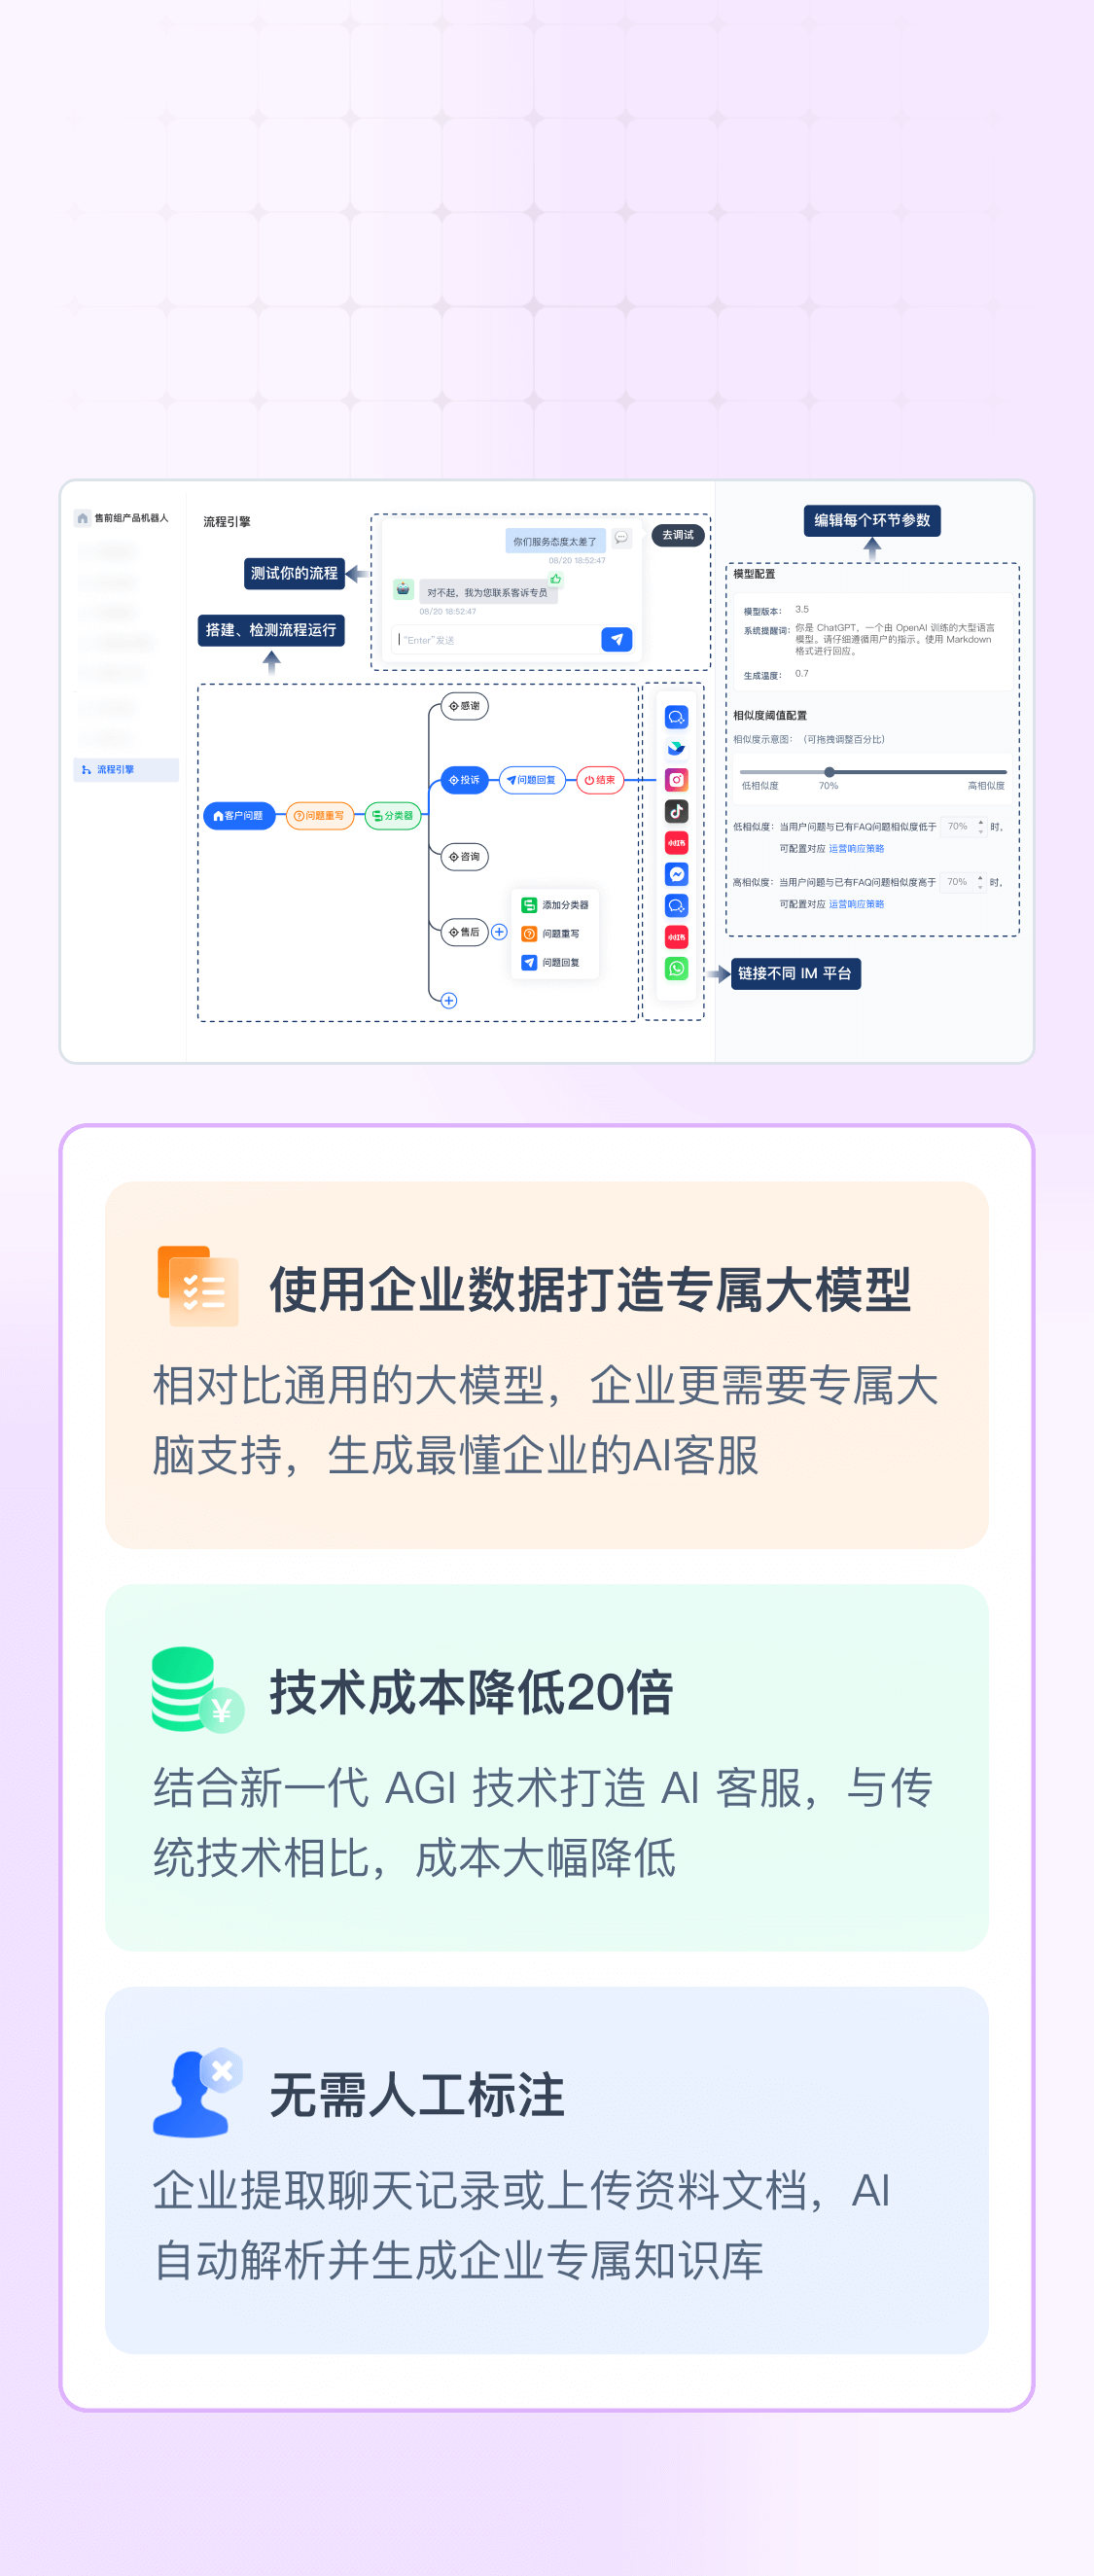 售前组产品机器人
流程引擎
流程引擎
测试你的流程
搭建、检测流程运行
你们服务态度太差了
08/20 18:52:47
去调试
对不起，我为您联系客诉专员
08/20 18:52:47
“Enter”发送
客户问题
问题重写
分类器
感谢
投诉
问题回复
结束
咨询
售后
添加分类器
问题重写
问题回复
小红书
小红书
链接不同 IM 平台
编辑每个环节参数
模型配置
模型版本： 3.5
系统提醒词： 你是 ChatGPT，一个由 OpenAI 训练的大型语言
模型。请仔细遵循用户的指示。使用 Markdown
格式进行回应。
生成温度： 0.7
相似度阈值配置
相似度示意图：（可拖拽调整百分比）
低相似度 70% 高相似度
低相似度：当用户问题与已有FAQ问题相似度低于 70% 时，
可配置对应 运营响应策略
高相似度：当用户问题与已有FAQ问题相似度高于 70% 时，
可配置对应 运营响应策略
使用企业数据打造专属大模型
相对比通用的大模型，企业更需要专属大
脑支持，生成最懂企业的AI客服
¥
技术成本降低20倍
结合新一代 AGI 技术打造 AI 客服，与传
统技术相比，成本大幅降低
无需人工标注
企业提取聊天记录或上传资料文档，AI
自动解析并生成企业专属知识库